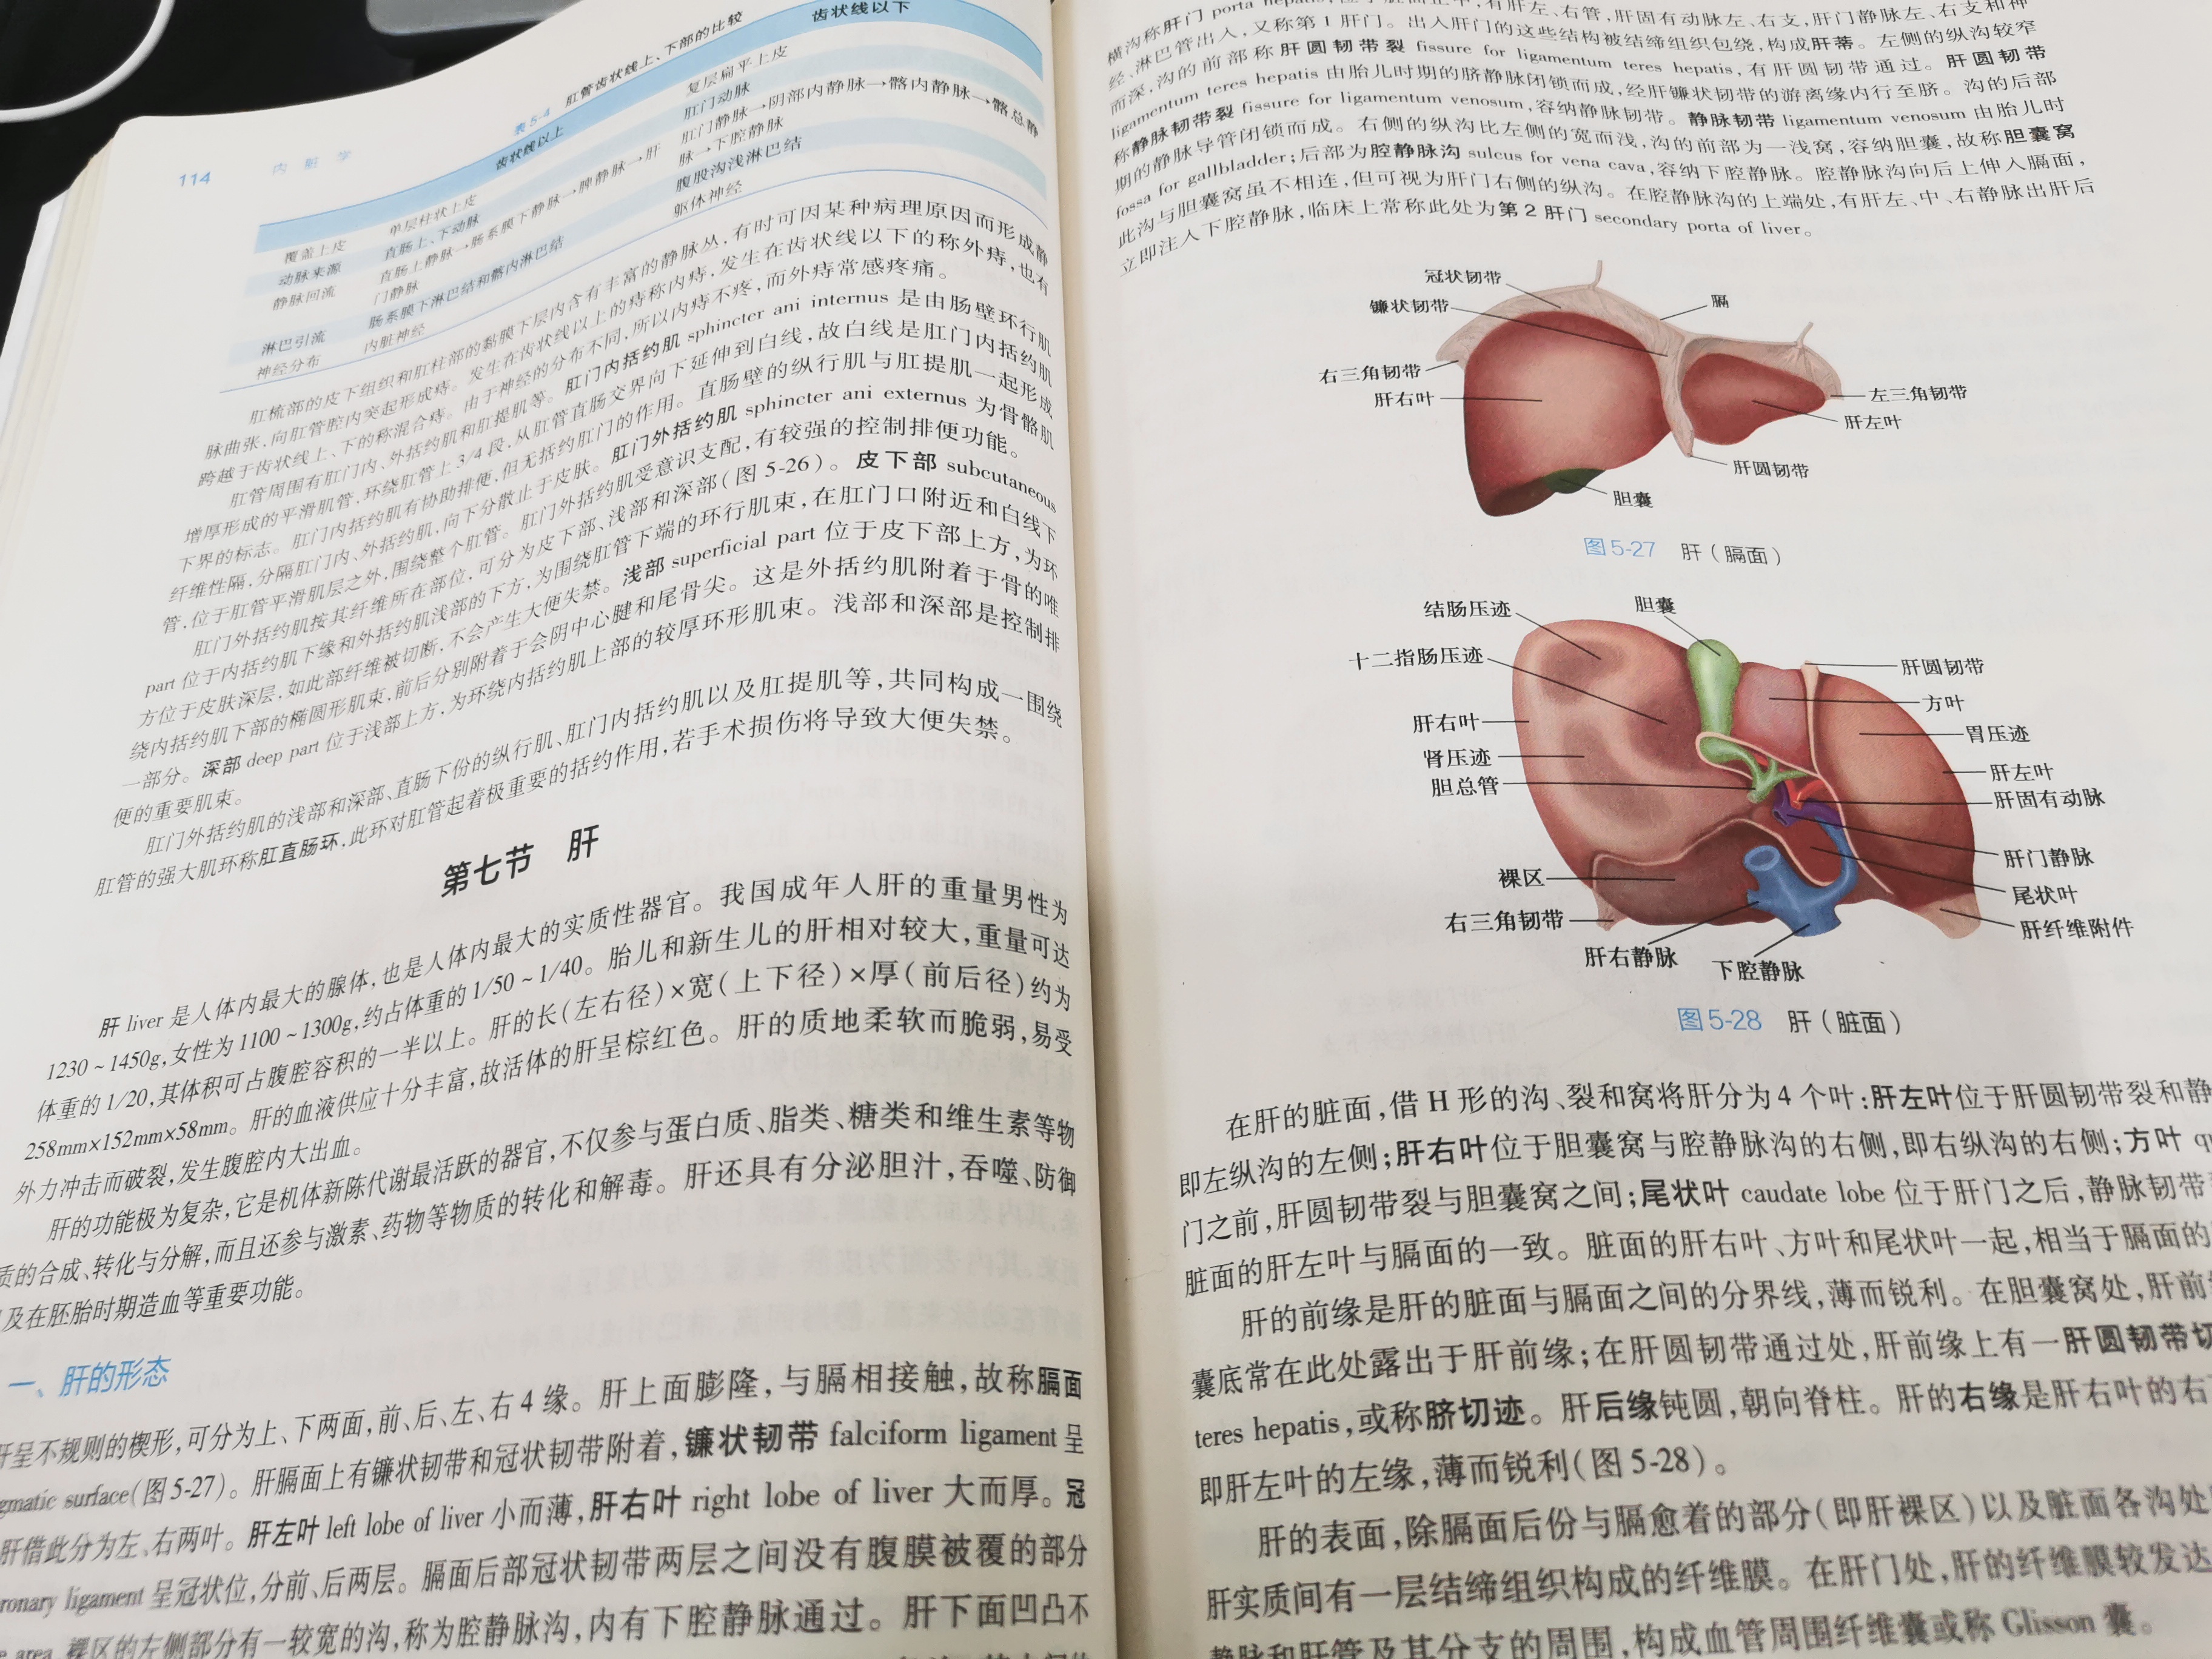 114
内 脏 学
表 5-4 肛管齿状线上、下部的比较
齿状线以上 齿状线以下
覆盖上皮 单层柱状上皮 复层扁平上皮
动脉来源 直肠上、下动脉 肛门动脉
静脉回流 直肠上静脉→肠系膜下静脉→脾静脉→肝门静脉 肛门静脉→阴部内静脉→髂内静脉→髂总静脉→下腔静脉
淋巴引流 肠系膜下淋巴结和髂内淋巴结 腹股沟浅淋巴结
神经分布 内脏神经 躯体神经
肛梳部的皮下组织和肛柱部的黏膜下层内含有丰富的静脉丛,有时可因某种病理原因而形成静
脉曲张,向肛管腔内突起形成痔。发生在齿状线以上的痔称内痔,发生在齿状线以下的称外痔,也有
跨越于齿状线上、下的称混合痔。由于神经的分布不同,所以内痔不疼,而外痔常感疼痛。
肛管周围有肛门内、外括约肌和肛提肌等。肛门内括约肌 sphincter ani internus 是由肠壁环行肌
增厚形成的平滑肌管,环绕肛管上 3/4 段,从肛管直肠交界向下延伸到白线,故白线是肛门内括约肌
下界的标志。肛门内括约肌有协助排便,但无括约肛门的作用。直肠壁的纵行肌与肛提肌一起形成
纤维性隔,分隔肛门内、外括约肌,向下分散止于皮肤。肛门外括约肌 sphincter ani externus 为骨骼肌
管,位于肛管平滑肌层之外,围绕整个肛管。肛门外括约肌受意识支配,有较强的控制排便功能。
肛门外括约肌按其纤维所在部位,可分为皮下部、浅部和深部(图 5-26)。皮下部 subcutaneous
part 位于内括约肌下缘和外括约肌浅部的下方,为围绕肛管下端的环行肌束,在肛门口附近和白线下
方位于皮肤深层,如此部纤维被切断,不会产生大便失禁。浅部 superficial part 位于皮下部上方,为环
绕内括约肌下部的椭圆形肌束,前后分别附着于会阴中心腱和尾骨尖。这是外括约肌附着于骨的唯
一部分。深部 deep part 位于浅部上方,为环绕内括约肌上部的较厚环形肌束。浅部和深部是控制排
便的重要肌束。
肛门外括约肌的浅部和深部、直肠下份的纵行肌、肛门内括约肌以及肛提肌等,共同构成一围绕
肛管的强大肌环称肛直肠环,此环对肛管起着极重要的括约作用,若手术损伤将导致大便失禁。
第七节 肝
肝 liver 是人体内最大的腺体,也是人体内最大的实质性器官。我国成年人肝的重量男性为
1230~1450g,女性为 1100~1300g,约占体重的 1/50~1/40。胎儿和新生儿的肝相对较大,重量可达
体重的 1/20,其体积可占腹腔容积的一半以上。肝的长(左右径)×宽(上下径)×厚(前后径)约为
258mm×152mm×58mm。肝的血液供应十分丰富,故活体的肝呈棕红色。肝的质地柔软而脆弱,易受
外力冲击而破裂,发生腹腔内大出血。
肝的功能极为复杂,它是机体新陈代谢最活跃的器官,不仅参与蛋白质、脂类、糖类和维生素等物
质的合成、转化与分解,而且还参与激素、药物等物质的转化和解毒。肝还具有分泌胆汁,吞噬、防御
及在胚胎时期造血等重要功能。
一、肝的形态
肝呈不规则的楔形,可分为上、下两面,前、后、左、右 4 缘。肝上面膨隆,与膈相接触,故称膈面
gmatic surface(图 5-27)。肝膈面上有镰状韧带和冠状韧带附着,镰状韧带 falciform ligament 呈
肝借此分为左、右两叶。肝左叶 left lobe of liver 小而薄,肝右叶 right lobe of liver 大而厚。冠
ronary ligament 呈冠状位,分前、后两层。膈面后部冠状韧带两层之间没有腹膜被覆的部分
area,裸区的左侧部分有一较宽的沟,称为腔静脉沟,内有下腔静脉通过。肝下面凹凸不
横沟称肝门 porta hepatis,
有肝左、右管,肝固有动脉左、右支,肝门静脉左、右支和神
经、淋巴管出入,又称第 1 肝门。出入肝门的这些结构被结缔组织包绕,构成肝蒂。左侧的纵沟较窄
而深,沟的前部称肝圆韧带裂 fissure for ligamentum teres hepatis,有肝圆韧带通过。肝圆韧带
ligamentum teres hepatis 由胎儿时期的脐静脉闭锁而成,经肝镰状韧带的游离缘内行至脐。沟的后部
称静脉韧带裂 fissure for ligamentum venosum,容纳静脉韧带。静脉韧带 ligamentum venosum 由胎儿时
期的静脉导管闭锁而成。右侧的纵沟比左侧的宽而浅,沟的前部为一浅窝,容纳胆囊,故称胆囊窝
fossa for gallbladder;后部为腔静脉沟 sulcus for vena cava,容纳下腔静脉。腔静脉沟向后上伸入膈面,
此沟与胆囊窝虽不相连,但可视为肝门右侧的纵沟。在腔静脉沟的上端处,有肝左、中、右静脉出肝后
立即注入下腔静脉,临床上常称此处为第 2 肝门 secondary porta of liver。
冠状韧带
镰状韧带
膈
右三角韧带
肝右叶
左三角韧带
肝左叶
肝圆韧带
胆囊
图 5-27 肝(膈面)
结肠压迹
胆囊
十二指肠压迹
肝圆韧带
方叶
肝右叶
胃压迹
肾压迹
肝左叶
胆总管
肝固有动脉
肝门静脉
裸区
尾状叶
右三角韧带
肝纤维附件
肝右静脉
下腔静脉
图 5-28 肝(脏面)
在肝的脏面,借 H 形的沟、裂和窝将肝分为 4 个叶:肝左叶位于肝圆韧带裂和静
即左纵沟的左侧;肝右叶位于胆囊窝与腔静脉沟的右侧,即右纵沟的右侧;方叶 q
门之前,肝圆韧带裂与胆囊窝之间;尾状叶 caudate lobe 位于肝门之后,静脉韧带
脏面的肝左叶与膈面的一致。脏面的肝右叶、方叶和尾状叶一起,相当于膈面的
肝的前缘是肝的脏面与膈面之间的分界线,薄而锐利。在胆囊窝处,肝前
囊底常在此处露出于肝前缘;在肝圆韧带通过处,肝前缘上有一肝圆韧带切
teres hepatis,或称脐切迹。肝后缘钝圆,朝向脊柱。肝的右缘是肝右叶的右
即肝左叶的左缘,薄而锐利(图 5-28)。
肝的表面,除膈面后份与膈愈着的部分(即肝裸区)以及脏面各沟处
肝实质间有一层结缔组织构成的纤维膜。在肝门处,肝的纤维膜较发达
静脉和肝管及其分支的周围,构成血管周围纤维囊或称 Glisson 囊。